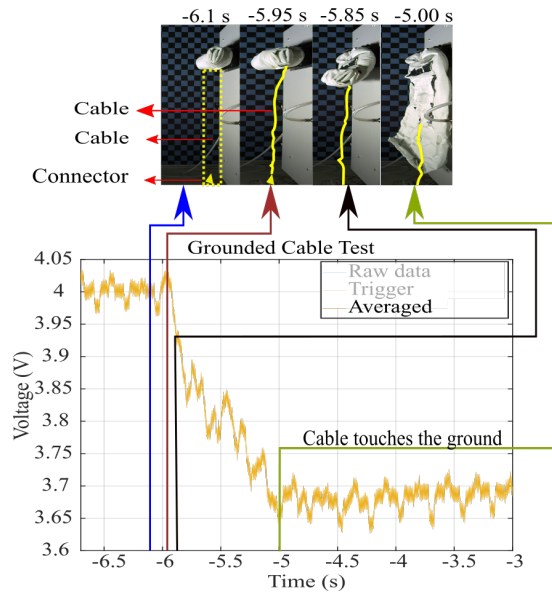 -6.1 s -5.95 s -5.85 s -5.00 s
Cable
Cable
Connector
Grounded Cable Test
Raw data
Trigger
Averaged
Cable touches the ground
Voltage (V)
4.05
4
3.95
3.9
3.85
3.8
3.75
3.7
3.65
3.6
-6.5 -6 -5.5 -5 -4.5 -4 -3.5 -3
Time (s)